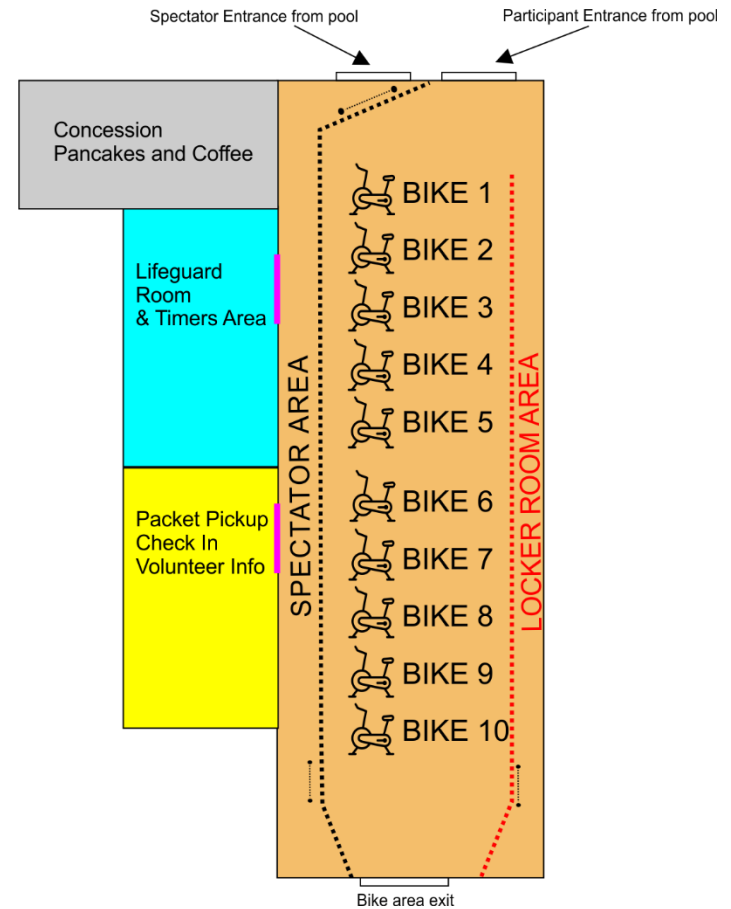 Spectator Entrance from pool
Participant Entrance from pool
Concession
Pancakes and Coffee
Lifeguard
Room
& Timers Area
Packet Pickup
Check In
Volunteer Info
SPECTATOR AREA
BIKE 1
BIKE 2
BIKE 3
BIKE 4
BIKE 5
BIKE 6
BIKE 7
BIKE 8
BIKE 9
BIKE 10
LOCKER ROOM AREA
Bike area exit